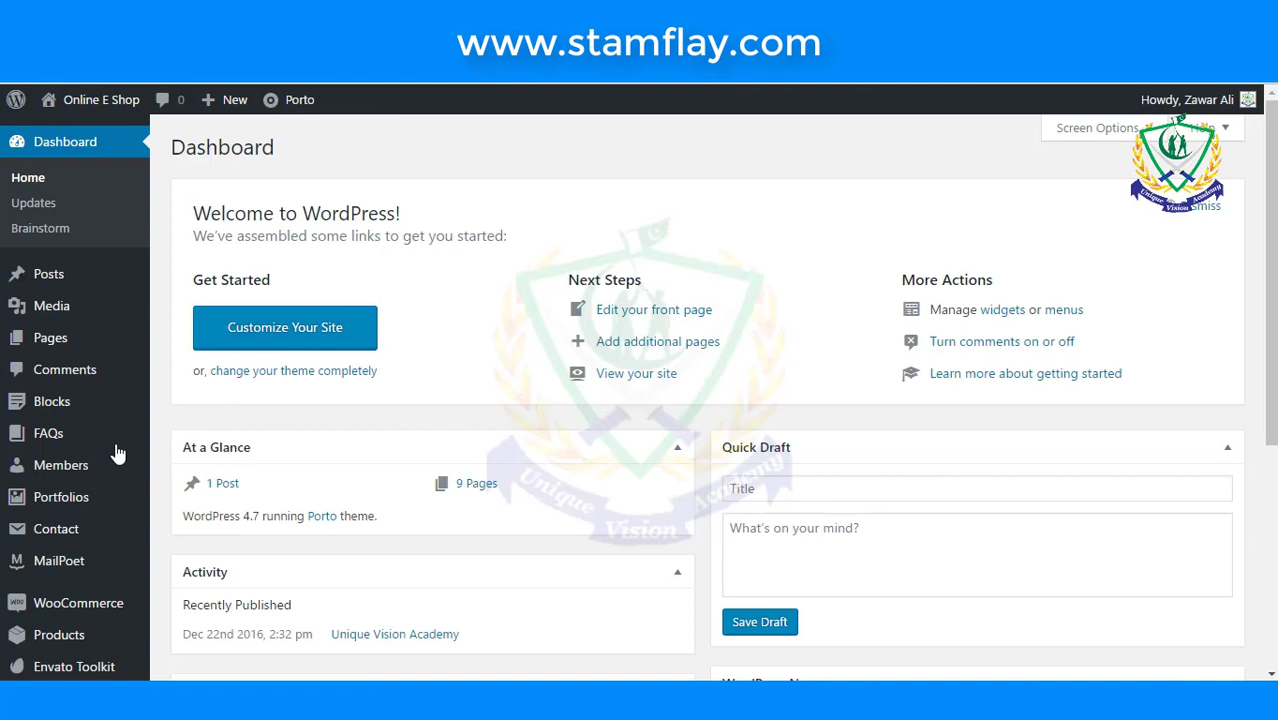 www.stamflay.com
Online E Shop 0 New Porto Howdy, Zawar Ali
Dashboard
Home
Updates
Brainstorm
Posts
Media
Pages
Comments
Blocks
FAQs
Members
Portfolios
Contact
MailPoet
WooCommerce
Products
Envato Toolkit
Dashboard
Screen Options
Unique Vision Academy
Welcome to WordPress!
We've assembled some links to get you started:
Get Started
Customize Your Site
or, change your theme completely
Next Steps
Edit your front page
Add additional pages
View your site
More Actions
Manage widgets or menus
Turn comments on or off
Learn more about getting started
Unique Vision Academy
At a Glance
1 Post 9 Pages
WordPress 4.7 running Porto theme.
Activity
Recently Published
Dec 22nd 2016, 2:32 pm Unique Vision Academy
Quick Draft
Title
What's on your mind?
Save Draft